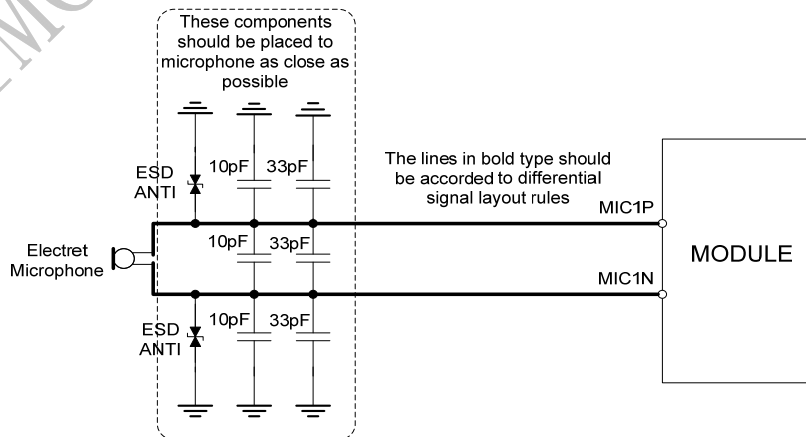 These components
should be placed to
microphone as close as
possible
10pF 33pF
ESD
ANTI
The lines in bold type should
be accorded to differential
signal layout rules
MIC1P
Electret
Microphone
10pF 33pF
MODULE
MIC1N
ESD
ANTI
10pF 33pF